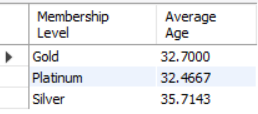 Membership Level Average Age
Gold 32.7000
Platinum 32.4667
Silver 35.7143